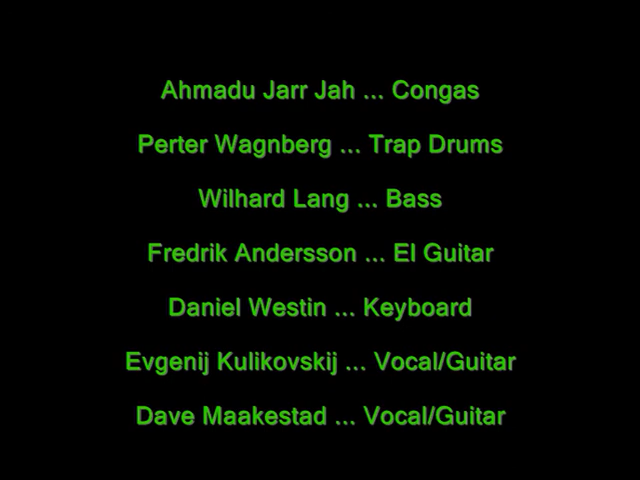 Ahmadu Jarr Jah ... Congas
Perter Wagnberg ... Trap Drums
Wilhard Lang ... Bass
Fredrik Andersson ... El Guitar
Daniel Westin ... Keyboard
Evgenij Kulikovskij ... Vocal/Guitar
Dave Maakestad ... Vocal/Guitar